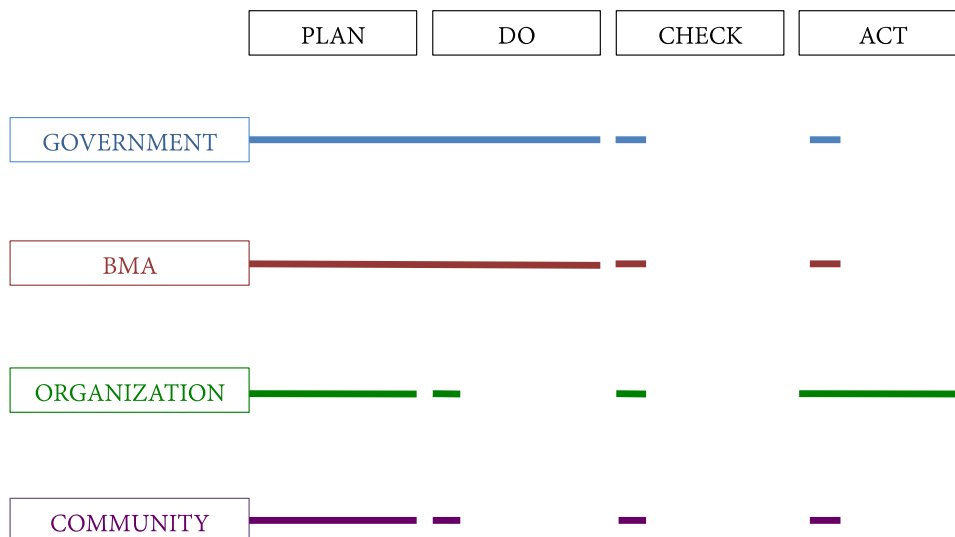 PLAN DO CHECK ACT
GOVERNMENT
BMA
ORGANIZATION
COMMUNITY